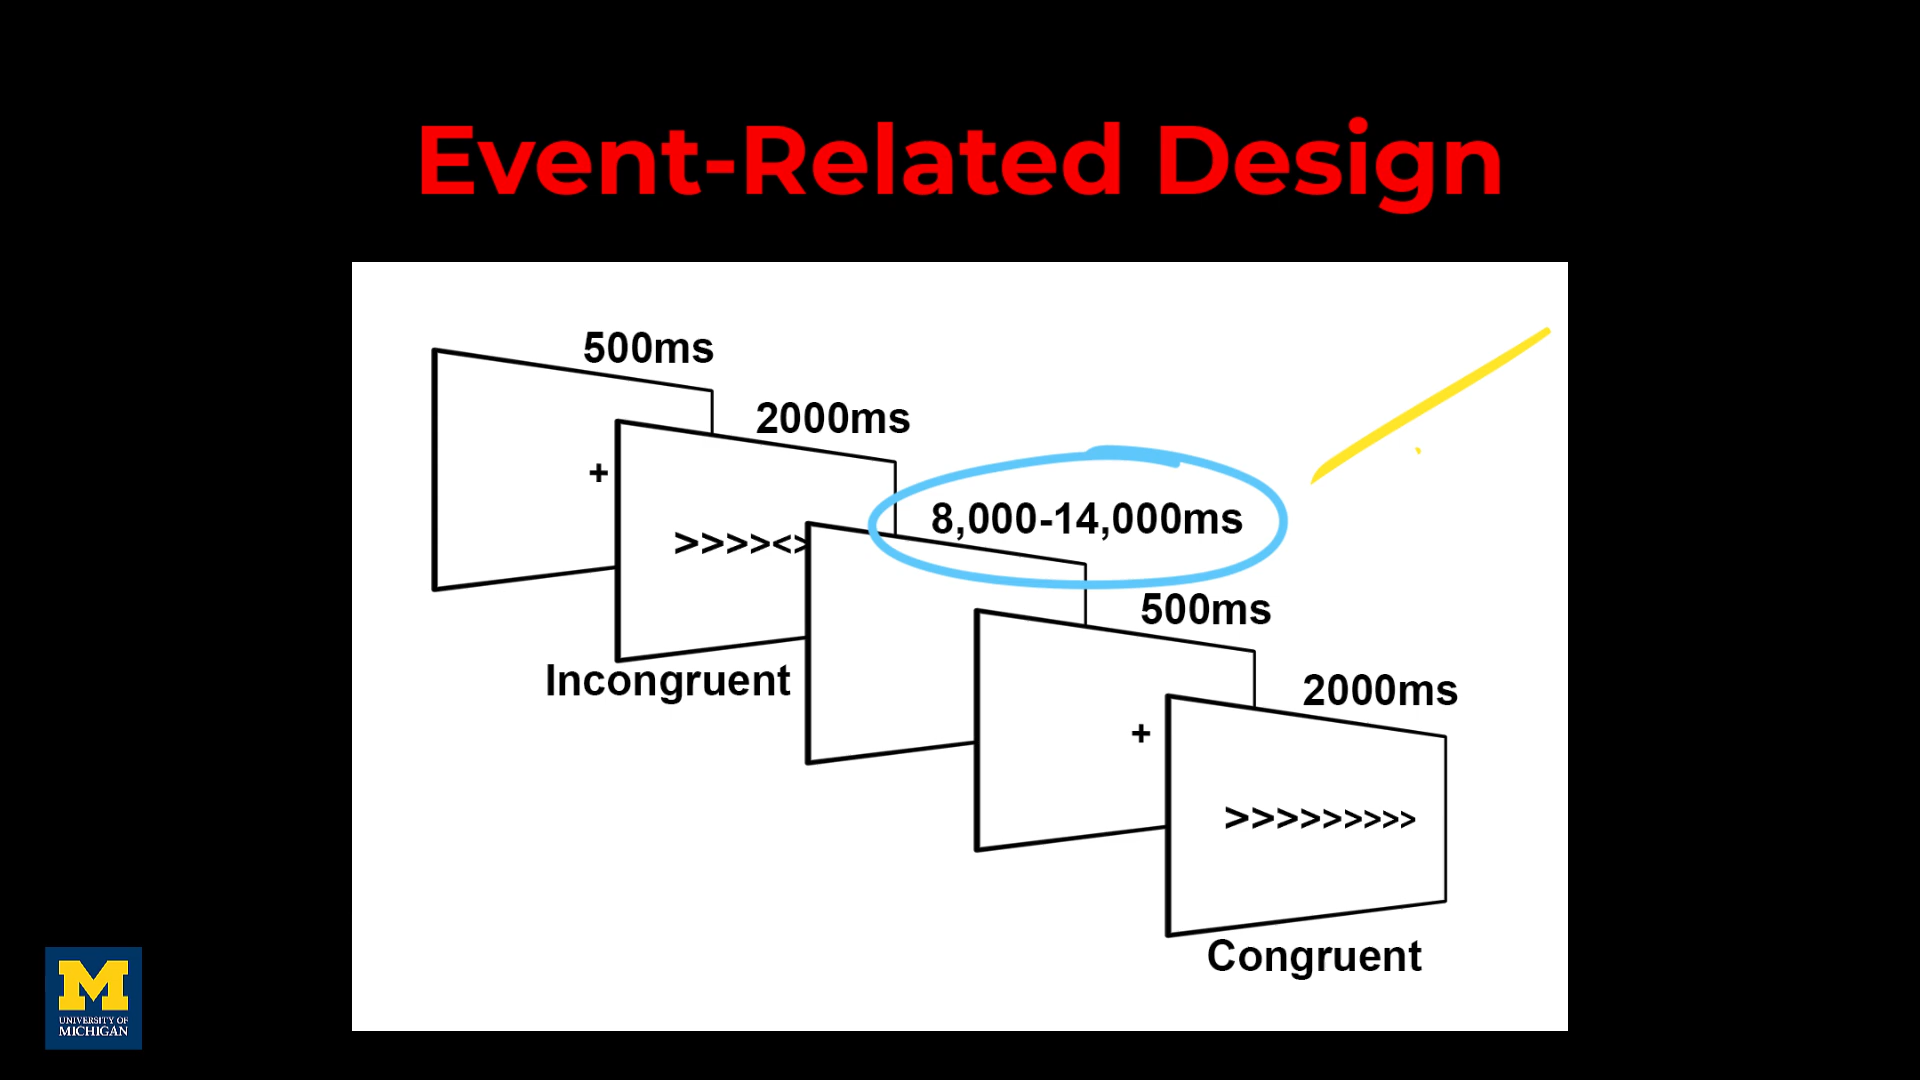 Event-Related Design
500ms
2000ms
+
>>>><>
8,000-14,000ms
Incongruent
500ms
2000ms
+
>>>>>>>>>
Congruent
M
UNIVERSITY OF
MICHIGAN